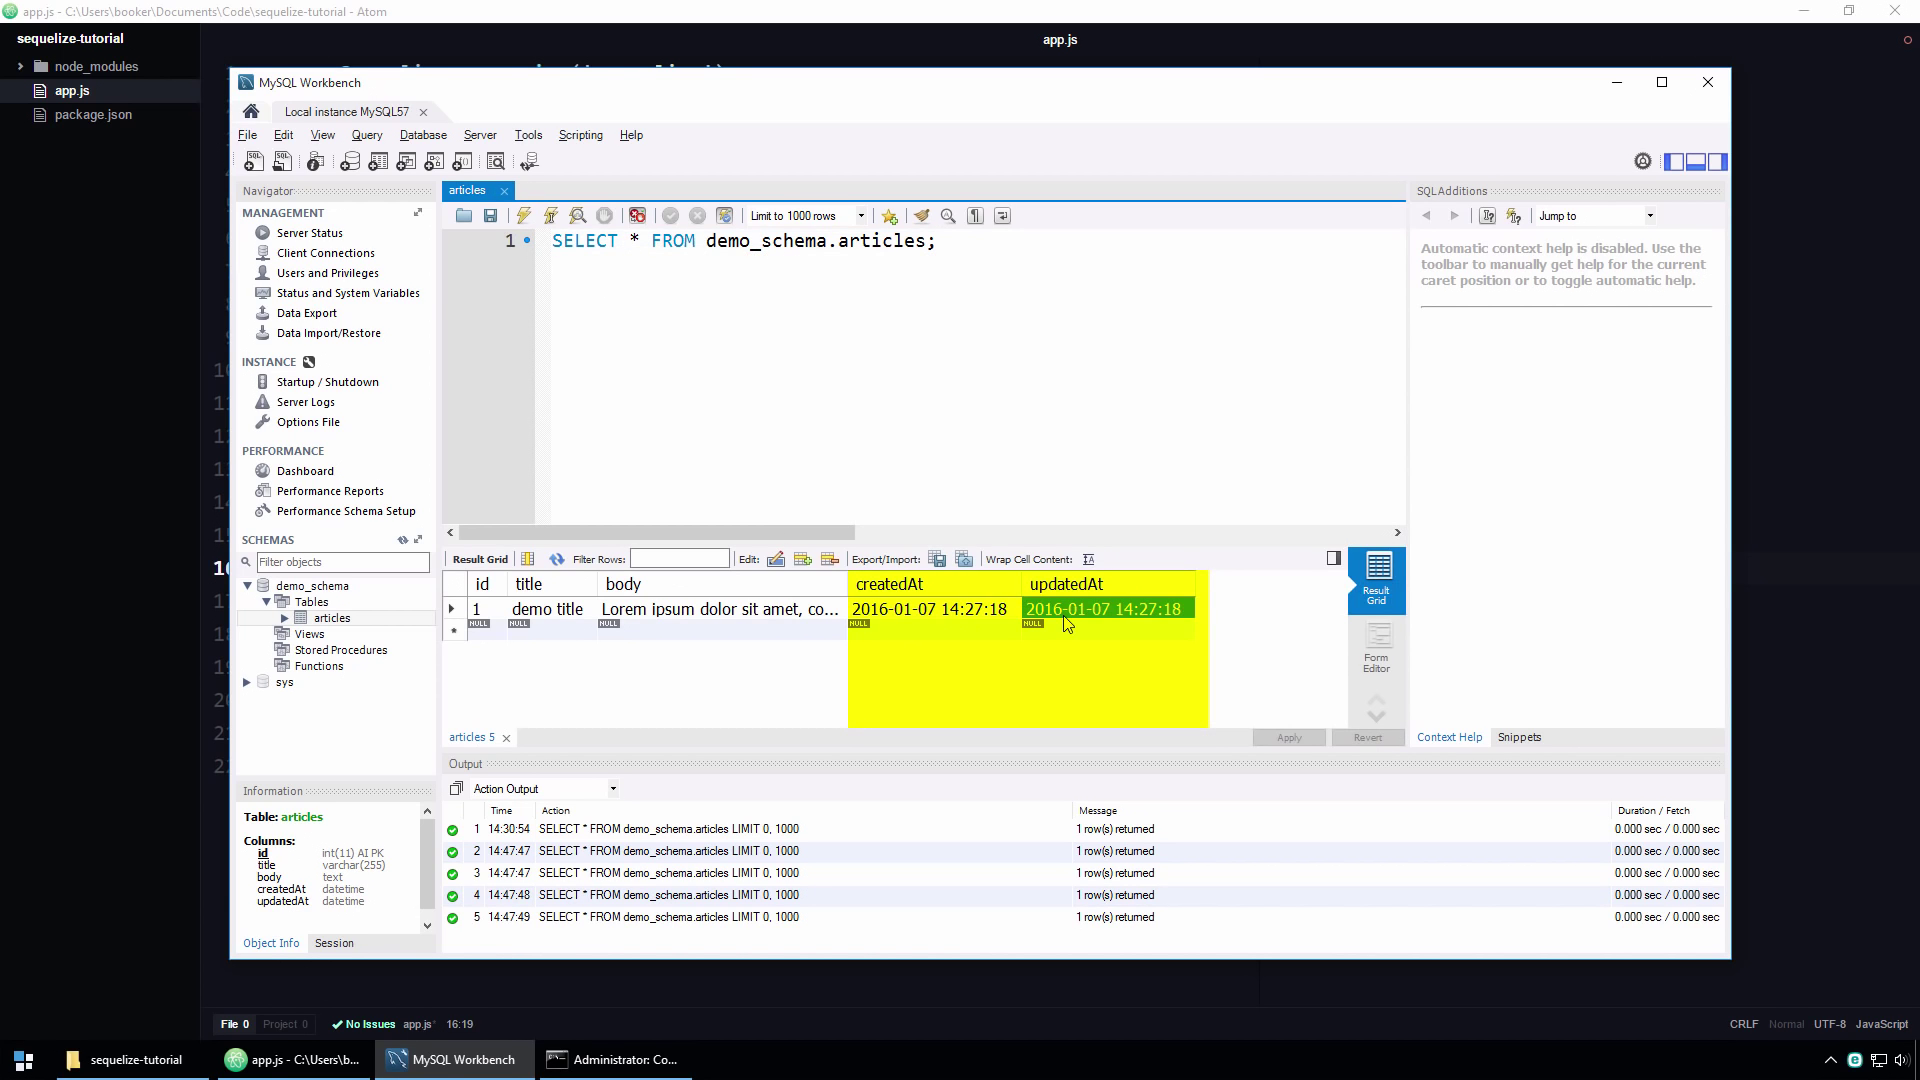 app.js - C:\Users\booker\Documents\Code\sequelize-tutorial - Atom
sequelize-tutorial
node_modules
app.js
package.json
app.js
MySQL Workbench
Local instance MySQL57
File Edit View Query Database Server Tools Scripting Help
Navigator
MANAGEMENT
Server Status
Client Connections
Users and Privileges
Status and System Variables
Data Export
Data Import/Restore
INSTANCE
Startup / Shutdown
Server Logs
Options File
PERFORMANCE
Dashboard
Performance Reports
Performance Schema Setup
SCHEMAS
Filter objects
demo_schema
Tables
articles
Views
Stored Procedures
Functions
sys
Information
Table: articles
Columns:
id int(11) AI PK
title varchar(255)
body text
createdAt datetime
updatedAt datetime
Object Info Session
articles
Limit to 1000 rows
1 SELECT * FROM demo_schema.articles;
Result Grid Filter Rows: Edit: Export/Import: Wrap Cell Content:
id title body createdAt updatedAt
1 demo title Lorem ipsum dolor sit amet, co... 2016-01-07 14:27:18 2016-01-07 14:27:18
NULL NULL NULL NULL NULL
Result Grid
Form Editor
articles 5
Apply Revert
SQLAdditions
Jump to
Automatic context help is disabled. Use the
toolbar to manually get help for the current
caret position or to toggle automatic help.
Context Help Snippets
Output
Action Output
Time Action Message Duration / Fetch
1 14:30:54 SELECT * FROM demo_schema.articles LIMIT 0, 1000 1 row(s) returned 0.000 sec / 0.000 sec
2 14:47:47 SELECT * FROM demo_schema.articles LIMIT 0, 1000 1 row(s) returned 0.000 sec / 0.000 sec
3 14:47:47 SELECT * FROM demo_schema.articles LIMIT 0, 1000 1 row(s) returned 0.000 sec / 0.000 sec
4 14:47:48 SELECT * FROM demo_schema.articles LIMIT 0, 1000 1 row(s) returned 0.000 sec / 0.000 sec
5 14:47:49 SELECT * FROM demo_schema.articles LIMIT 0, 1000 1 row(s) returned 0.000 sec / 0.000 sec
File 0 Project 0 No Issues app.js* 16:19 CRLF Normal UTF-8 JavaScript
sequelize-tutorial app.js - C:\Users\b... MySQL Workbench Administrator: Co...